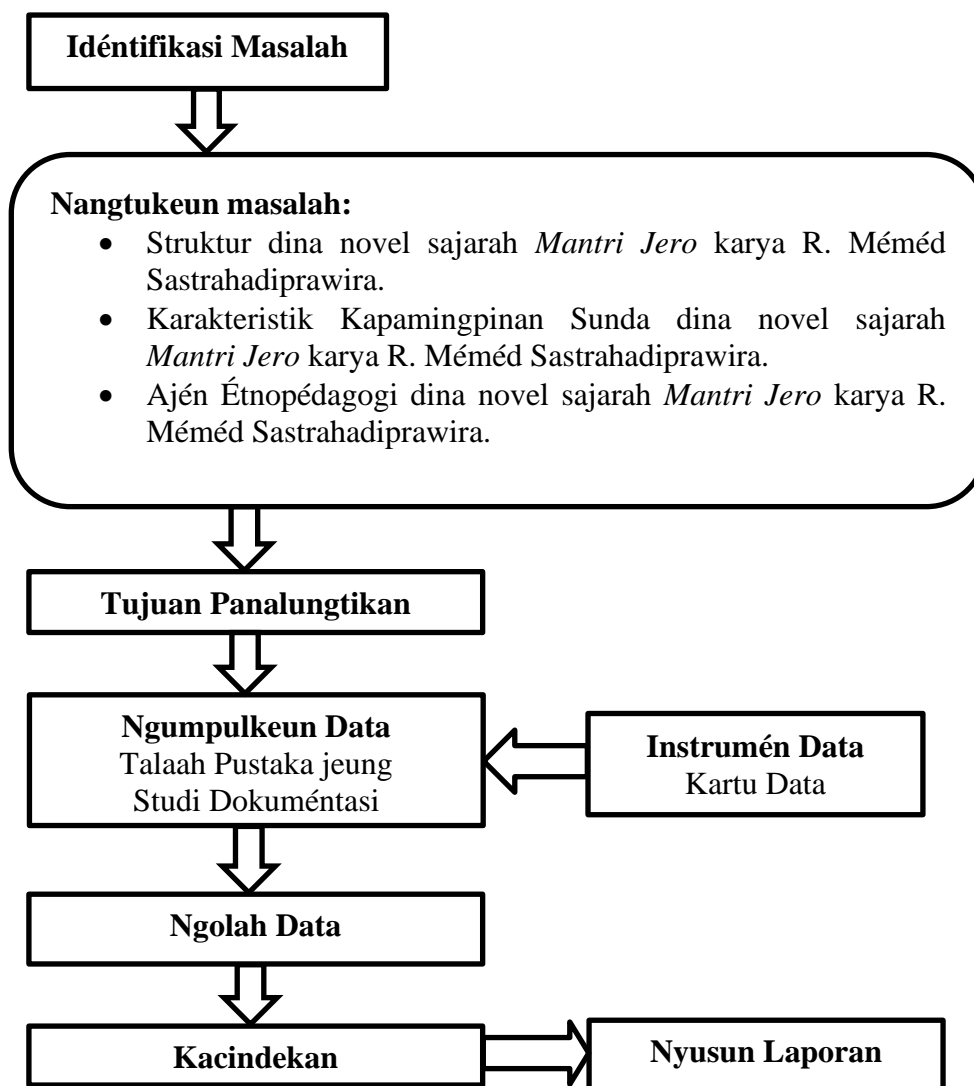 Idéntifikasi Masalah
Nangtukeun masalah:
• Struktur dina novel sajarah Mantri Jero karya R. Méméd
Sastrahadiprawira.
• Karakteristik Kapamingpinan Sunda dina novel sajarah
Mantri Jero karya R. Méméd Sastrahadiprawira.
• Ajén Étnopédagogi dina novel sajarah Mantri Jero karya R.
Méméd Sastrahadiprawira.
Tujuan Panalungtikan
Ngumpulkeun Data
Talaah Pustaka jeung
Studi Dokuméntasi
Instrumén Data
Kartu Data
Ngolah Data
Kacindekan
Nyusun Laporan